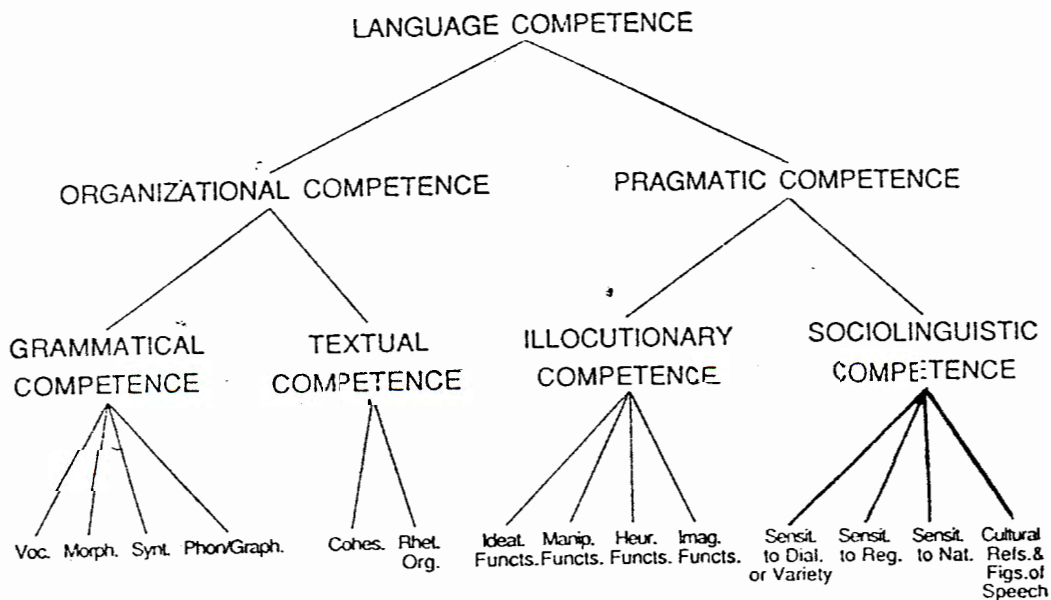 LANGUAGE COMPETENCE
ORGANIZATIONAL COMPETENCE
PRAGMATIC COMPETENCE
GRAMMATICAL
COMPETENCE
TEXTUAL
COMPETENCE
ILLOCUTIONARY
COMPETENCE
SOCIOLINGUISTIC
COMPETENCE
Voc. Morph. Synt. Phon/Graph.
Cohes. Rhet.
Org.
Ideat. Manip. Heur. Imag.
Functs. Functs. Functs. Functs.
Sensit.
to Dial.
or Variety
Sensit.
to Reg.
Sensit.
to Nat.
Cultural
Refs.&
Figs.of
Speech